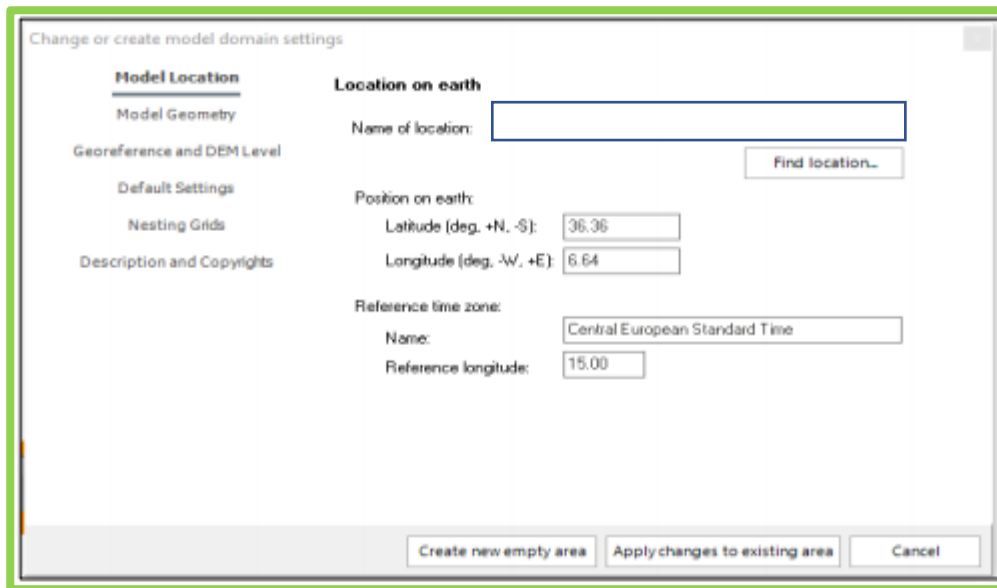 Change or create model domain settings
Model Location
Model Geometry
Georeference and DEM Level
Default Settings
Nesting Grids
Description and Copyrights
Location on earth
Name of location:
Find location...
Position on earth:
Latitude (deg, +N, -S): 36.36
Longitude (deg, -W, +E): 6.64
Reference time zone:
Name: Central European Standard Time
Reference longitude: 15.00
Create new empty area Apply changes to existing area Cancel